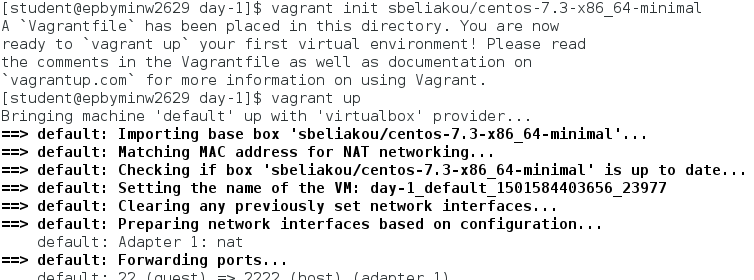 [student@epbyminw2629 day-1]$ vagrant init sbeliakou/centos-7.3-x86_64-minimal
A `Vagrantfile` has been placed in this directory. You are now
ready to `vagrant up` your first virtual environment! Please read
the comments in the Vagrantfile as well as documentation on
`vagrantup.com` for more information on using Vagrant.
[student@epbyminw2629 day-1]$ vagrant up
Bringing machine 'default' up with 'virtualbox' provider...
==> default: Importing base box 'sbeliakou/centos-7.3-x86_64-minimal'...
==> default: Matching MAC address for NAT networking...
==> default: Checking if box 'sbeliakou/centos-7.3-x86_64-minimal' is up to date...
==> default: Setting the name of the VM: day-1_default_1501584403656_23977
==> default: Clearing any previously set network interfaces...
==> default: Preparing network interfaces based on configuration...
    default: Adapter 1: nat
==> default: Forwarding ports...
    default: 22 (guest) => 2222 (host) (adapter 1)